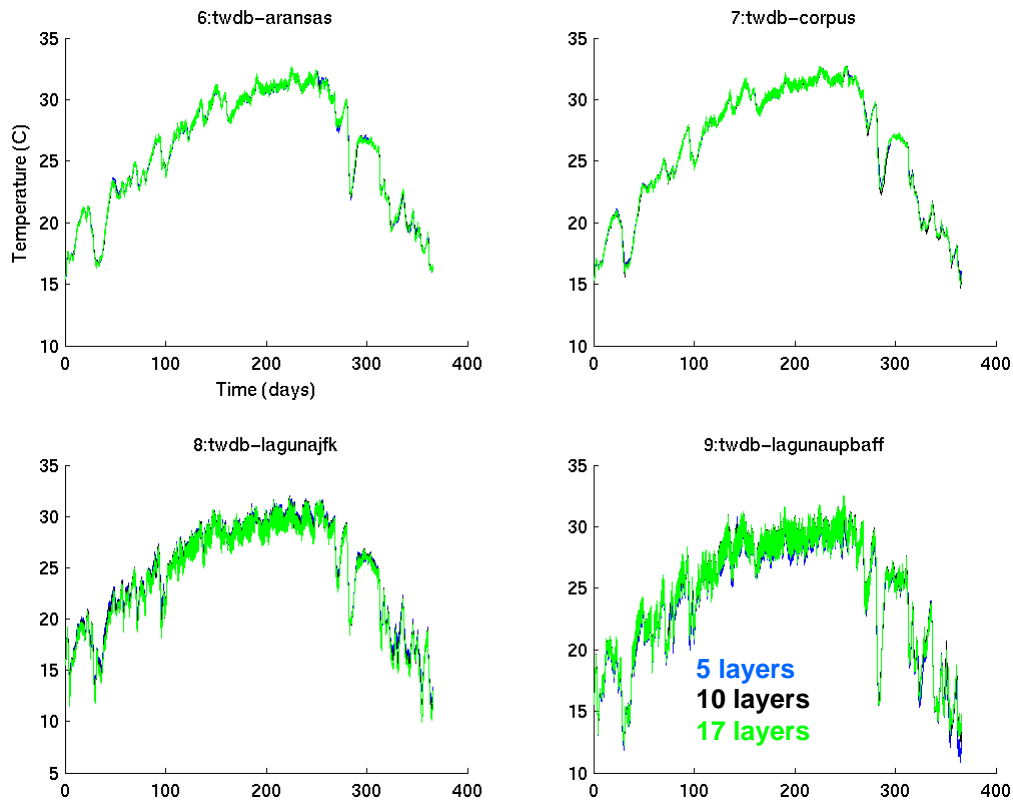 6:twdb-aransas
35
30
25
20
15
10
0 100 200 300 400
Temperature (C)
Time (days)
7:twdb-corpus
35
30
25
20
15
10
0 100 200 300 400
8:twdb-lagunajfk
35
30
25
20
15
10
5
0 100 200 300 400
9:twdb-lagunaupbaff
35
30
25
20
15
10
0 100 200 300 400
5 layers
10 layers
17 layers